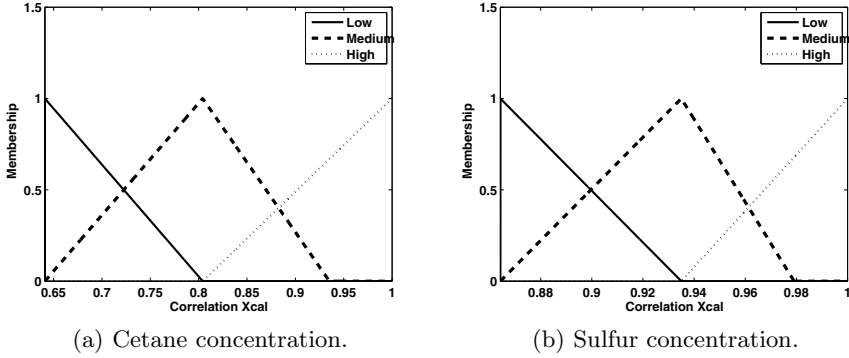 1.5
Low
Medium
High
1
Membership
0.5
0
0.65 0.7 0.75 0.8 0.85 0.9 0.95 1
Correlation Xcal
(a) Cetane concentration.
1.5
Low
Medium
High
1
Membership
0.5
0
0.88 0.9 0.92 0.94 0.96 0.98 1
Correlation Xcal
(b) Sulfur concentration.